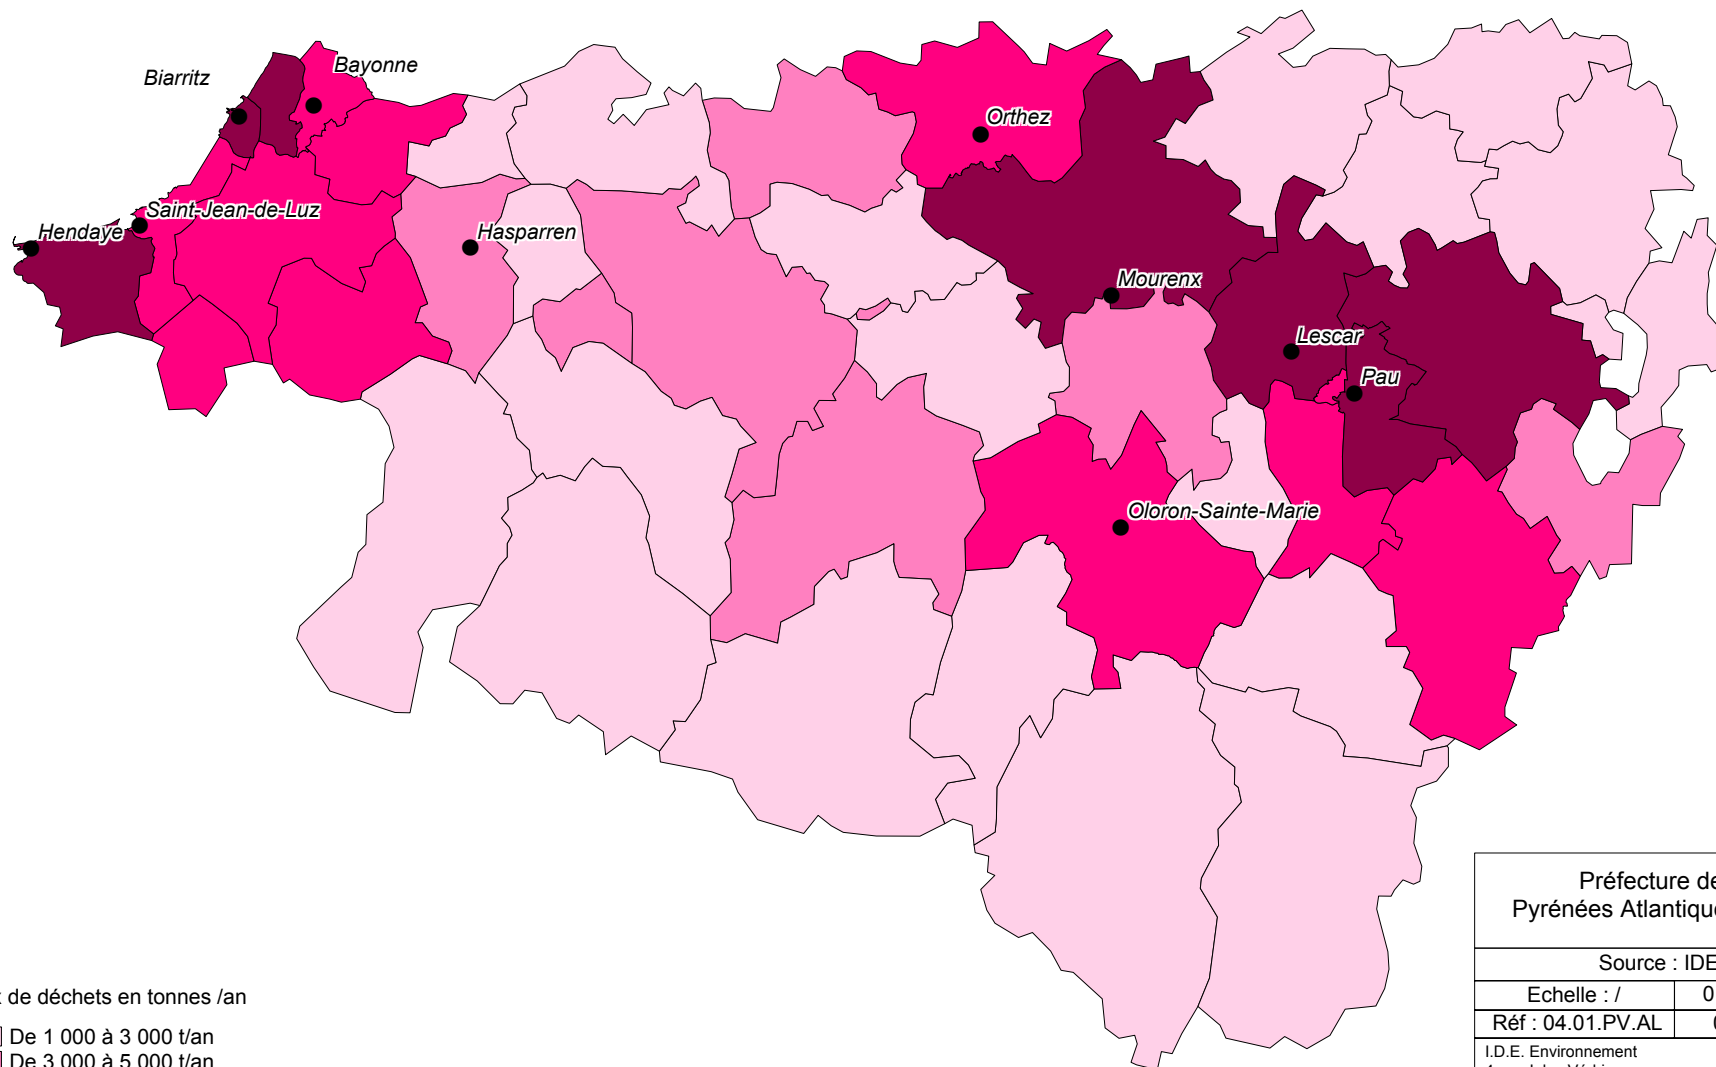 Biarritz
Bayonne
Orthez
Saint-Jean-de-Luz
Hendaye
Hasparren
Mourenx
Lescar
Pau
Oloron-Sainte-Marie
de déchets en tonnes /an
De 1 000 à 3 000 t/an
De 3 000 à 5 000 t/an
Préfecture de
Pyrénées Atlantique
Source : IDE
Echelle : / 0
Réf : 04.01.PV.AL
I.D.E. Environnement